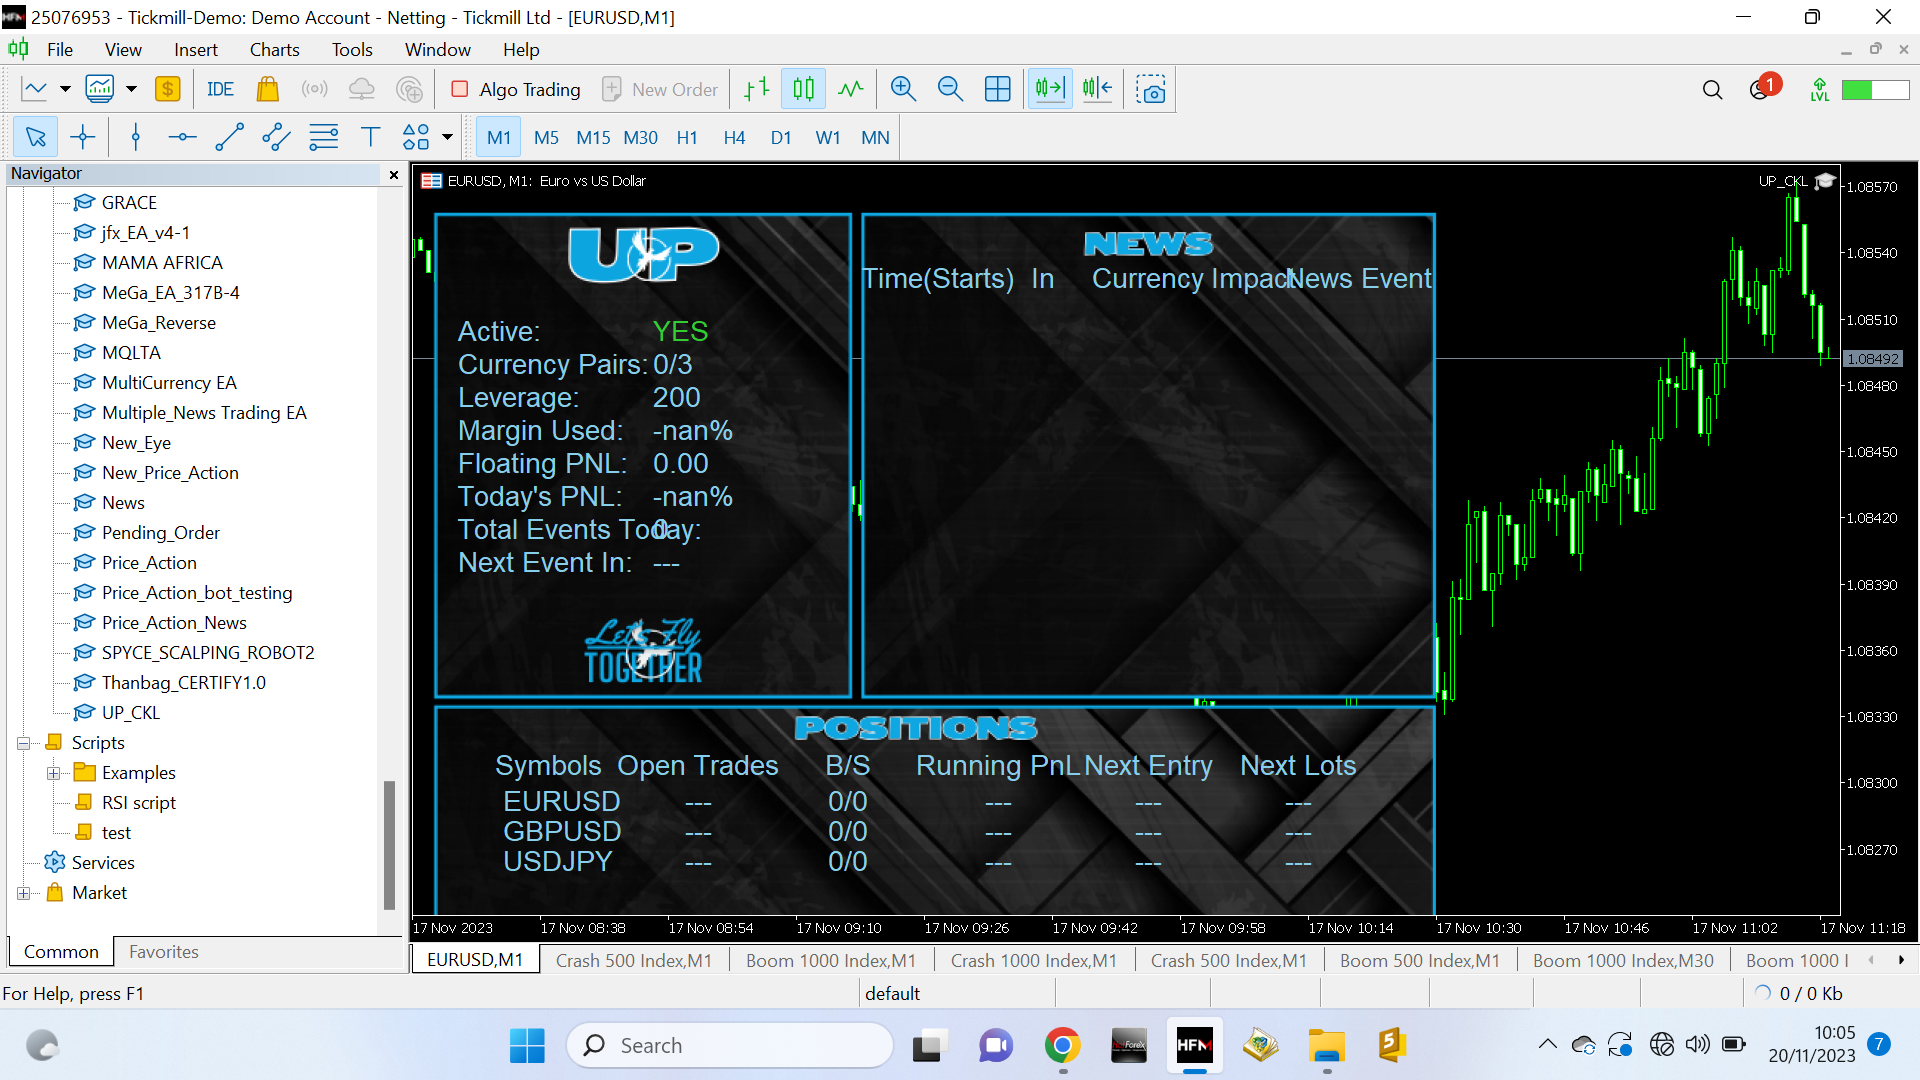 25076953 - Tickmill-Demo: Demo Account - Netting - Tickmill Ltd - [EURUSD,M1]
File View Insert Charts Tools Window Help
IDE Algo Trading New Order 1 LVL
M1 M5 M15 M30 H1 H4 D1 W1 MN
Navigator
GRACE
jfx_EA_v4-1
MAMA AFRICA
MeGa_EA_317B-4
MeGa_Reverse
MQLTA
MultiCurrency EA
Multiple_News Trading EA
New_Eye
New_Price_Action
News
Pending_Order
Price_Action
Price_Action_bot_testing
Price_Action_News
SPYCE_SCALPING_ROBOT2
Thanbag_CERTIFY1.0
UP_CKL
Scripts
Examples
RSI script
test
Services
Market
Common Favorites
EURUSD, M1: Euro vs US Dollar
UP_CKL
UP
Active: YES
Currency Pairs: 0/3
Leverage: 200
Margin Used: -nan%
Floating PNL: 0.00
Today's PNL: -nan%
Total Events Today: 0
Next Event In: ---
Let's Fly
TOGETHER
NEWS
Time(Starts) In Currency Impact News Event
POSITIONS
Symbols Open Trades B/S Running PnL Next Entry Next Lots
EURUSD --- 0/0 --- --- ---
GBPUSD --- 0/0 --- --- ---
USDJPY --- 0/0 --- --- ---
1.08570
1.08540
1.08510
1.08492
1.08480
1.08450
1.08420
1.08390
1.08360
1.08330
1.08300
1.08270
17 Nov 2023 17 Nov 08:38 17 Nov 08:54 17 Nov 09:10 17 Nov 09:26 17 Nov 09:42 17 Nov 09:58 17 Nov 10:14 17 Nov 10:30 17 Nov 10:46 17 Nov 11:02 17 Nov 11:18
EURUSD,M1 Crash 500 Index,M1 Boom 1000 Index,M1 Crash 1000 Index,M1 Crash 500 Index,M1 Boom 500 Index,M1 Boom 1000 Index,M30 Boom 1000 I
For Help, press F1 default 0 / 0 Kb
Search HFM 5
10:05
20/11/2023
7